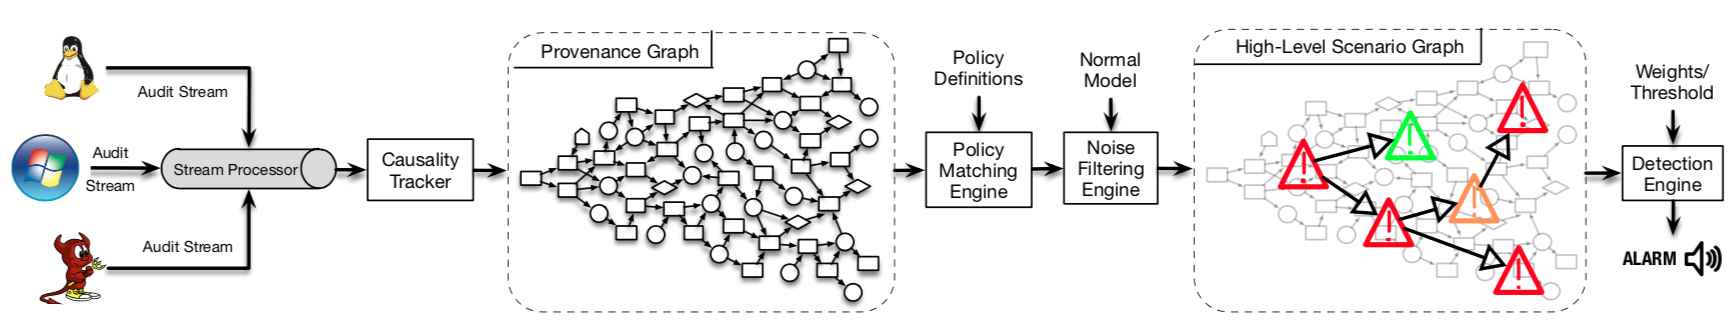 Audit Stream
Audit
Stream
Audit Stream
Stream Processor
Causality
Tracker
Provenance Graph
Policy
Definitions
Policy
Matching
Engine
Normal
Model
Noise
Filtering
Engine
High-Level Scenario Graph
Weights/
Threshold
Detection
Engine
ALARM